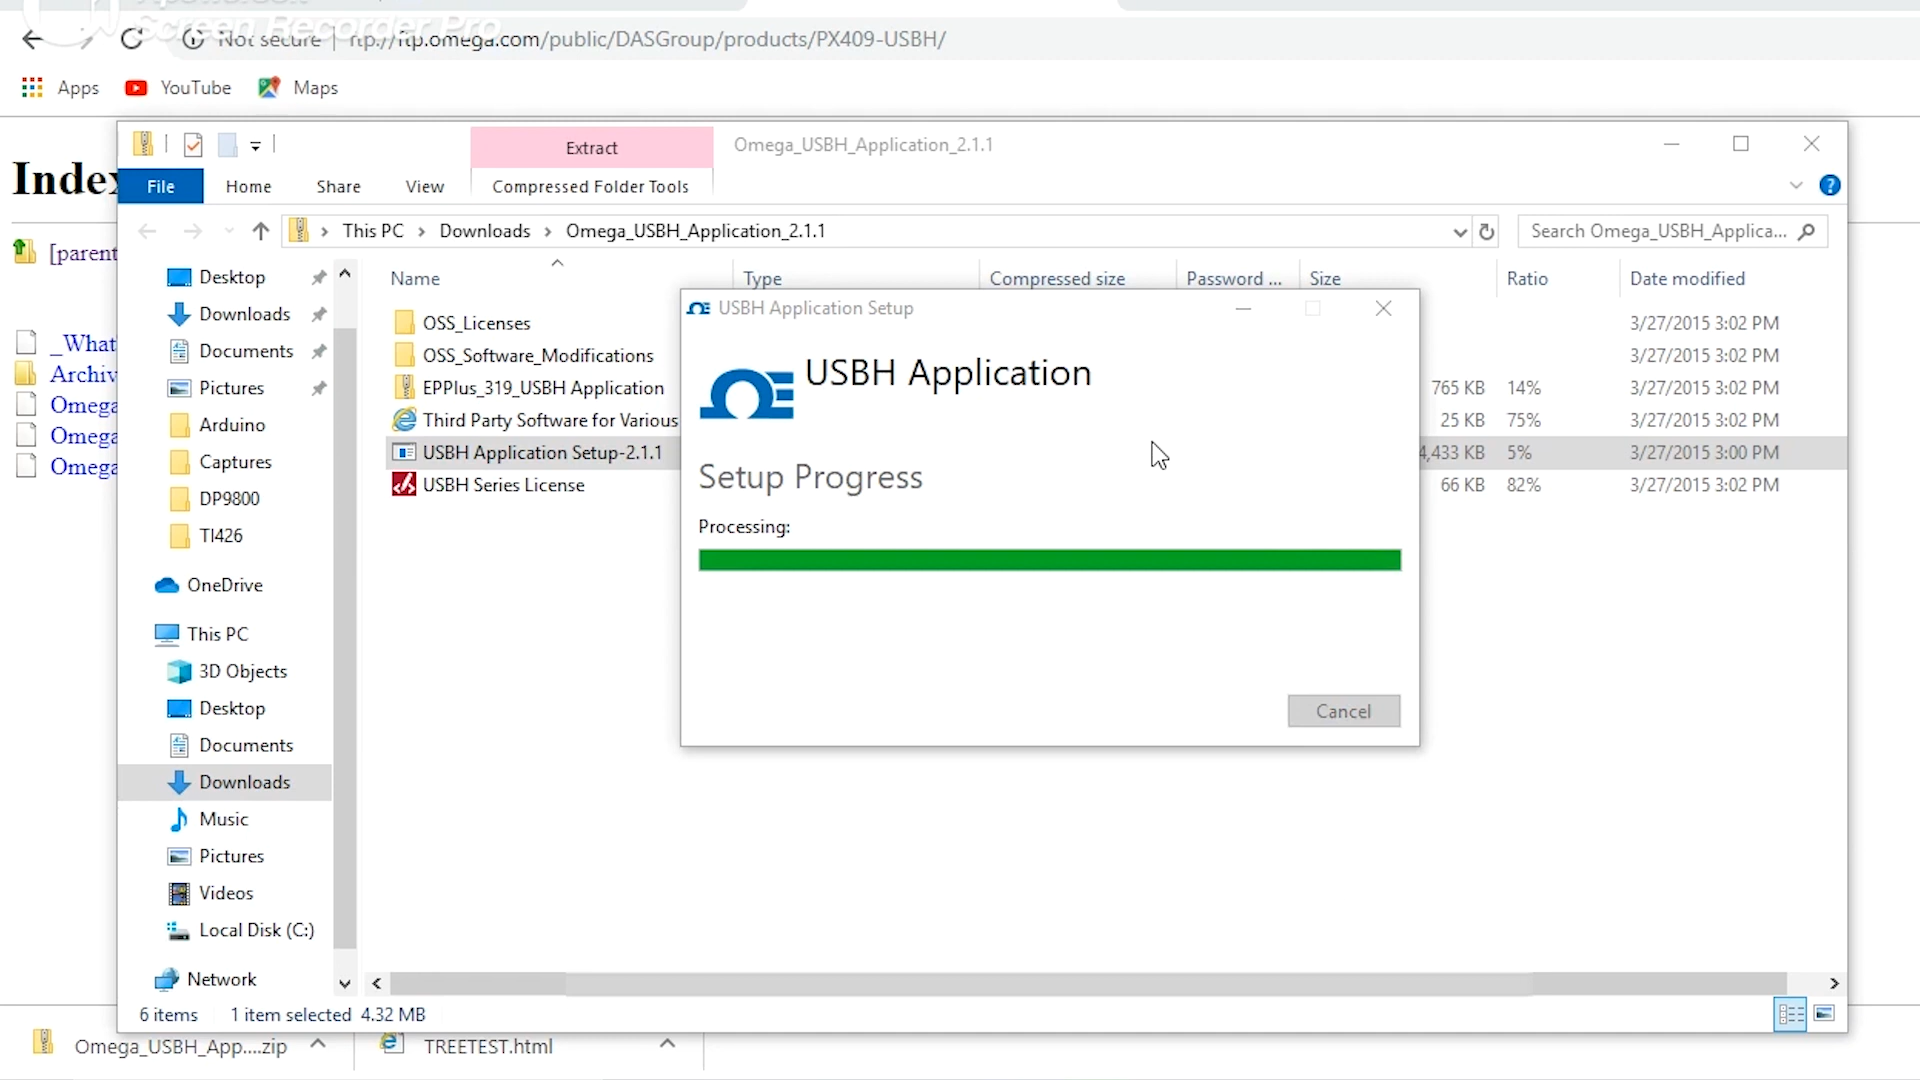 Screen Recorder Pro
Not secure | ftp://ftp.omega.com/public/DASGroup/products/PX409-USBH/
Apps YouTube Maps
Extract Omega_USBH_Application_2.1.1
File Home Share View Compressed Folder Tools
This PC > Downloads > Omega_USBH_Application_2.1.1 Search Omega_USBH_Applica...
[parent
_What
Archiv
Omega
Omega
Omega
Desktop
Downloads
Documents
Pictures
Arduino
Captures
DP9800
TI426
OneDrive
This PC
3D Objects
Desktop
Documents
Downloads
Music
Pictures
Videos
Local Disk (C:)
Network
Name Type Compressed size Password ... Size Ratio Date modified
OSS_Licenses 3/27/2015 3:02 PM
OSS_Software_Modifications 3/27/2015 3:02 PM
EPPlus_319_USBH Application 765 KB 14% 3/27/2015 3:02 PM
Third Party Software for Various 25 KB 75% 3/27/2015 3:02 PM
USBH Application Setup-2.1.1 4,433 KB 5% 3/27/2015 3:00 PM
USBH Series License 66 KB 82% 3/27/2015 3:02 PM
USBH Application Setup
USBH Application
Setup Progress
Processing:
Cancel
6 items 1 item selected 4.32 MB
Omega_USBH_App....zip TREETEST.html